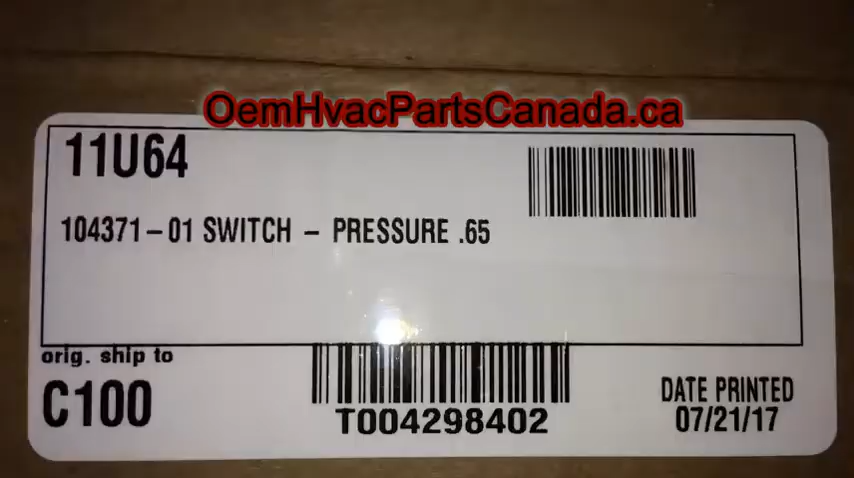 OemHvacPartsCanada.ca
11U64
104371-01 SWITCH - PRESSURE .65
orig. ship to
C100
T004298402
DATE PRINTED
07/21/17